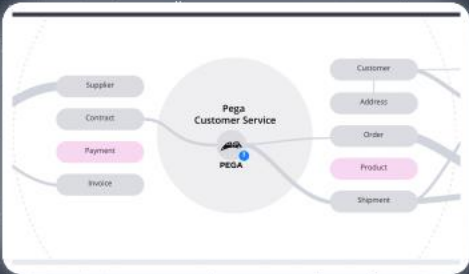 Supplier
Contract
Payment
Invoice
Pega
Customer Service
PEGA
Customer
Address
Order
Product
Shipment